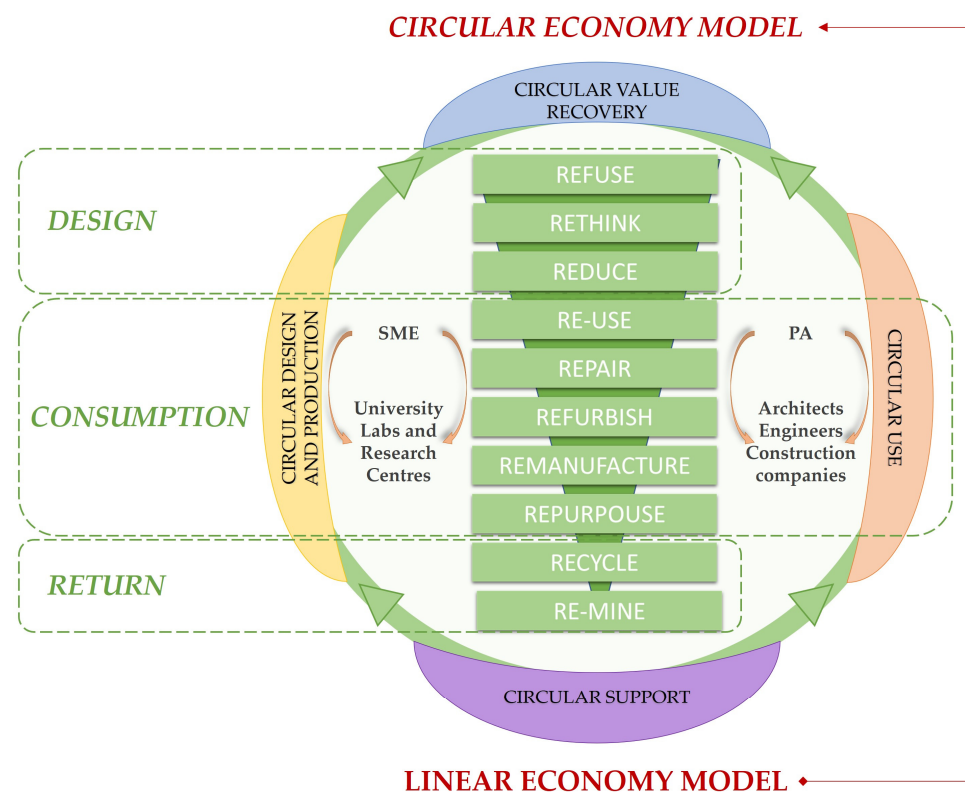 CIRCULAR ECONOMY MODEL
CIRCULAR VALUE
RECOVERY
DESIGN
REFUSE
RETHINK
REDUCE
CONSUMPTION
CIRCULAR DESIGN
AND PRODUCTION
SME
University
Labs and
Research
Centres
RE-USE
REPAIR
REFURBISH
REMANUFACTURE
REPURPOUSE
PA
Architects
Engineers
Construction
companies
CIRCULAR USE
RETURN
RECYCLE
RE-MINE
CIRCULAR SUPPORT
LINEAR ECONOMY MODEL